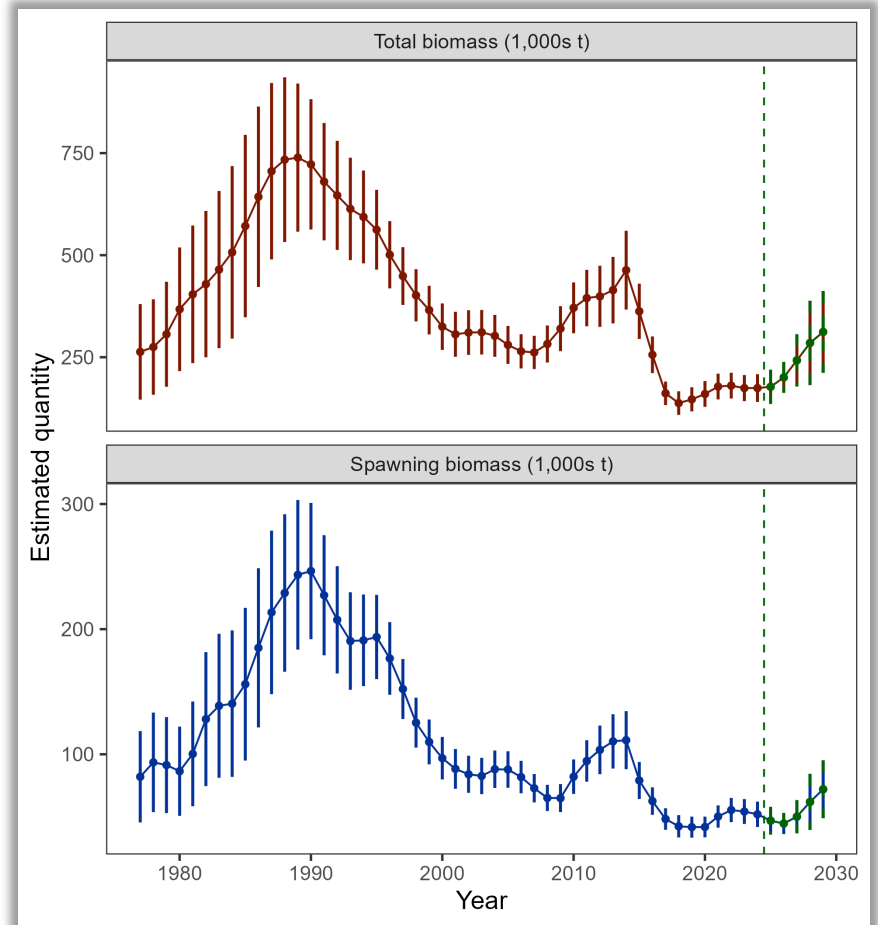 Total biomass (1,000s t)
750
500
250
Estimated quantity
Spawning biomass (1,000s t)
300
200
100
1980 1990 2000 2010 2020 2030
Year